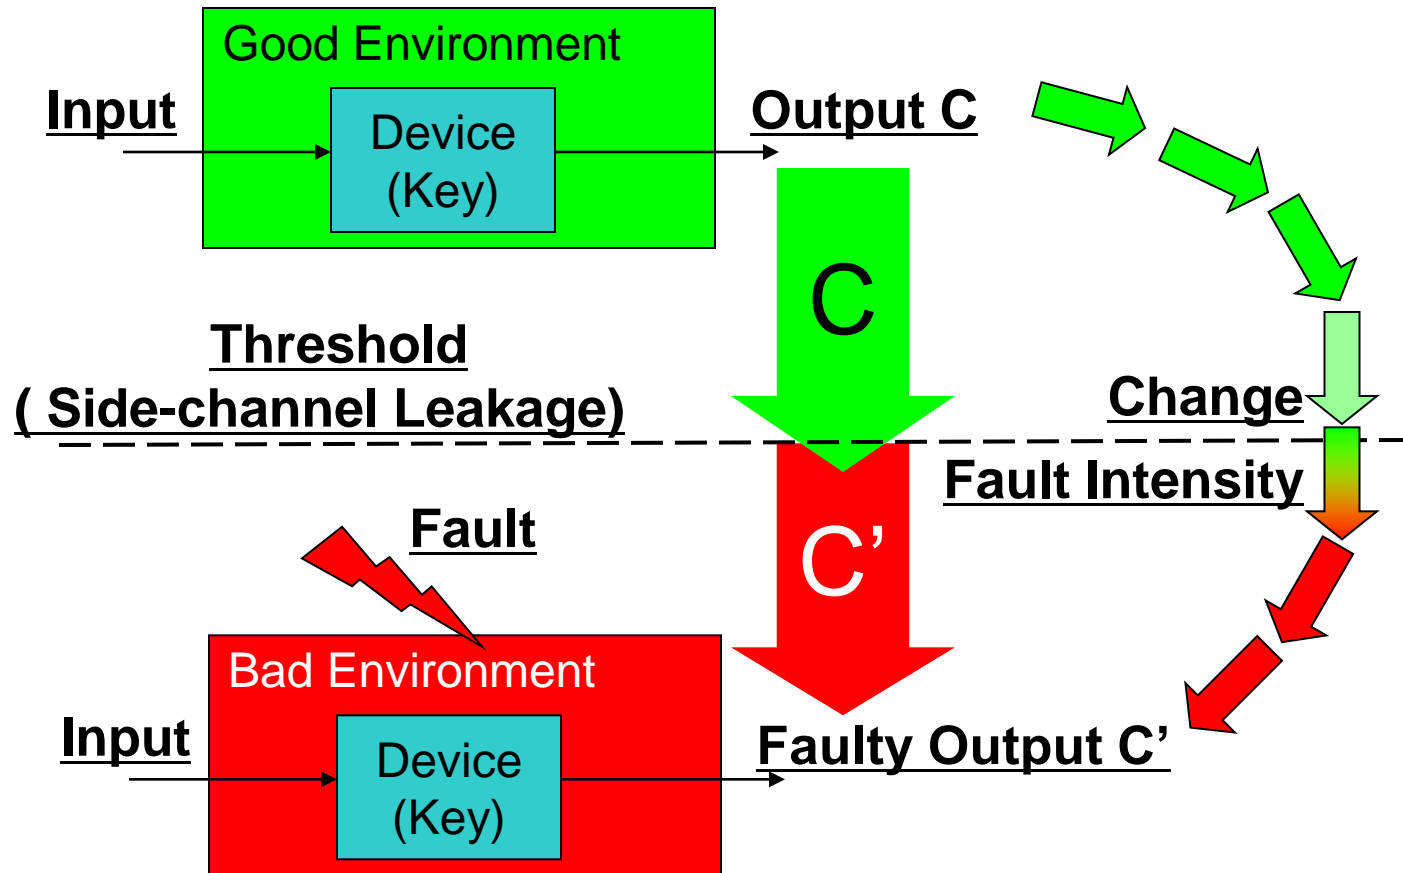 Good Environment
Input
Device
(Key)
Output C
C
Threshold
( Side-channel Leakage)
Change
Fault Intensity
Fault
C’
Bad Environment
Input
Device
(Key)
Faulty Output C’